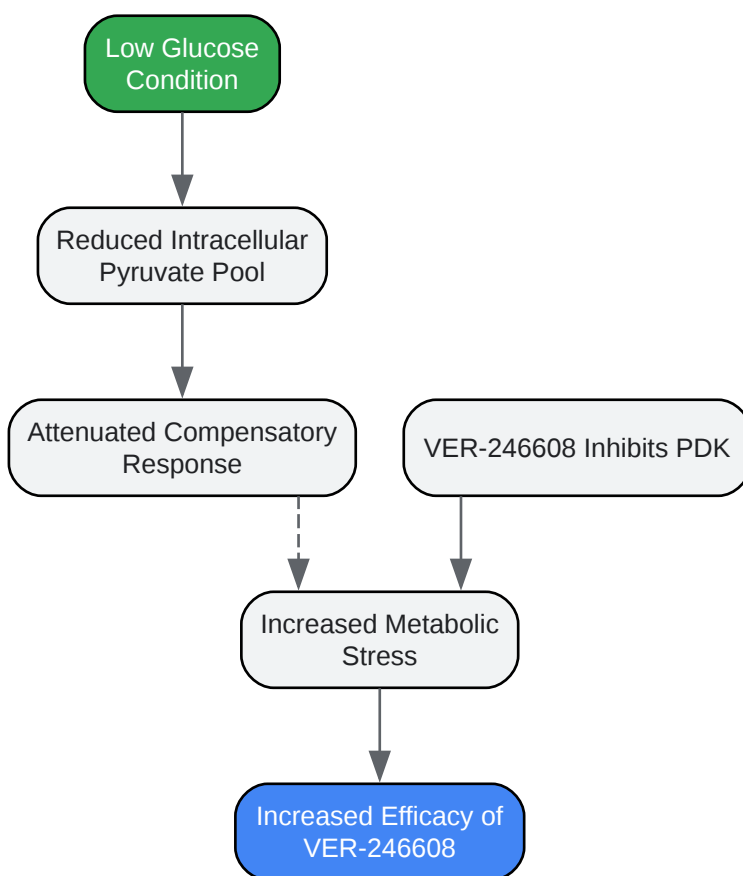 Low Glucose
Condition
Reduced Intracellular
Pyruvate Pool
Attenuated Compensatory
Response
VER-246608 Inhibits PDK
Increased Metabolic
Stress
Increased Efficacy of
VER-246608